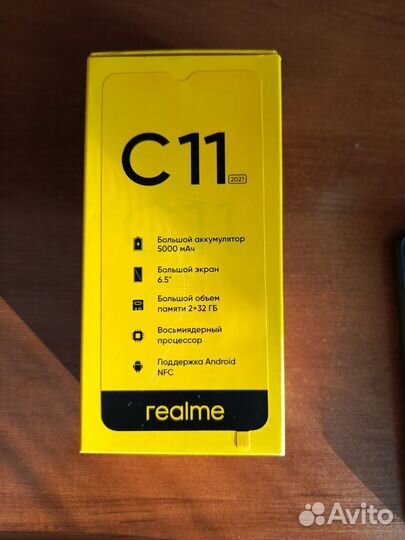 C11
2021
Большой аккумулятор
5000 мАч
Большой экран
6.5"
Большой объем
памяти 2+32 ГБ
Восьмиядерный
процессор
Поддержка Android
NFC
realme
Avito